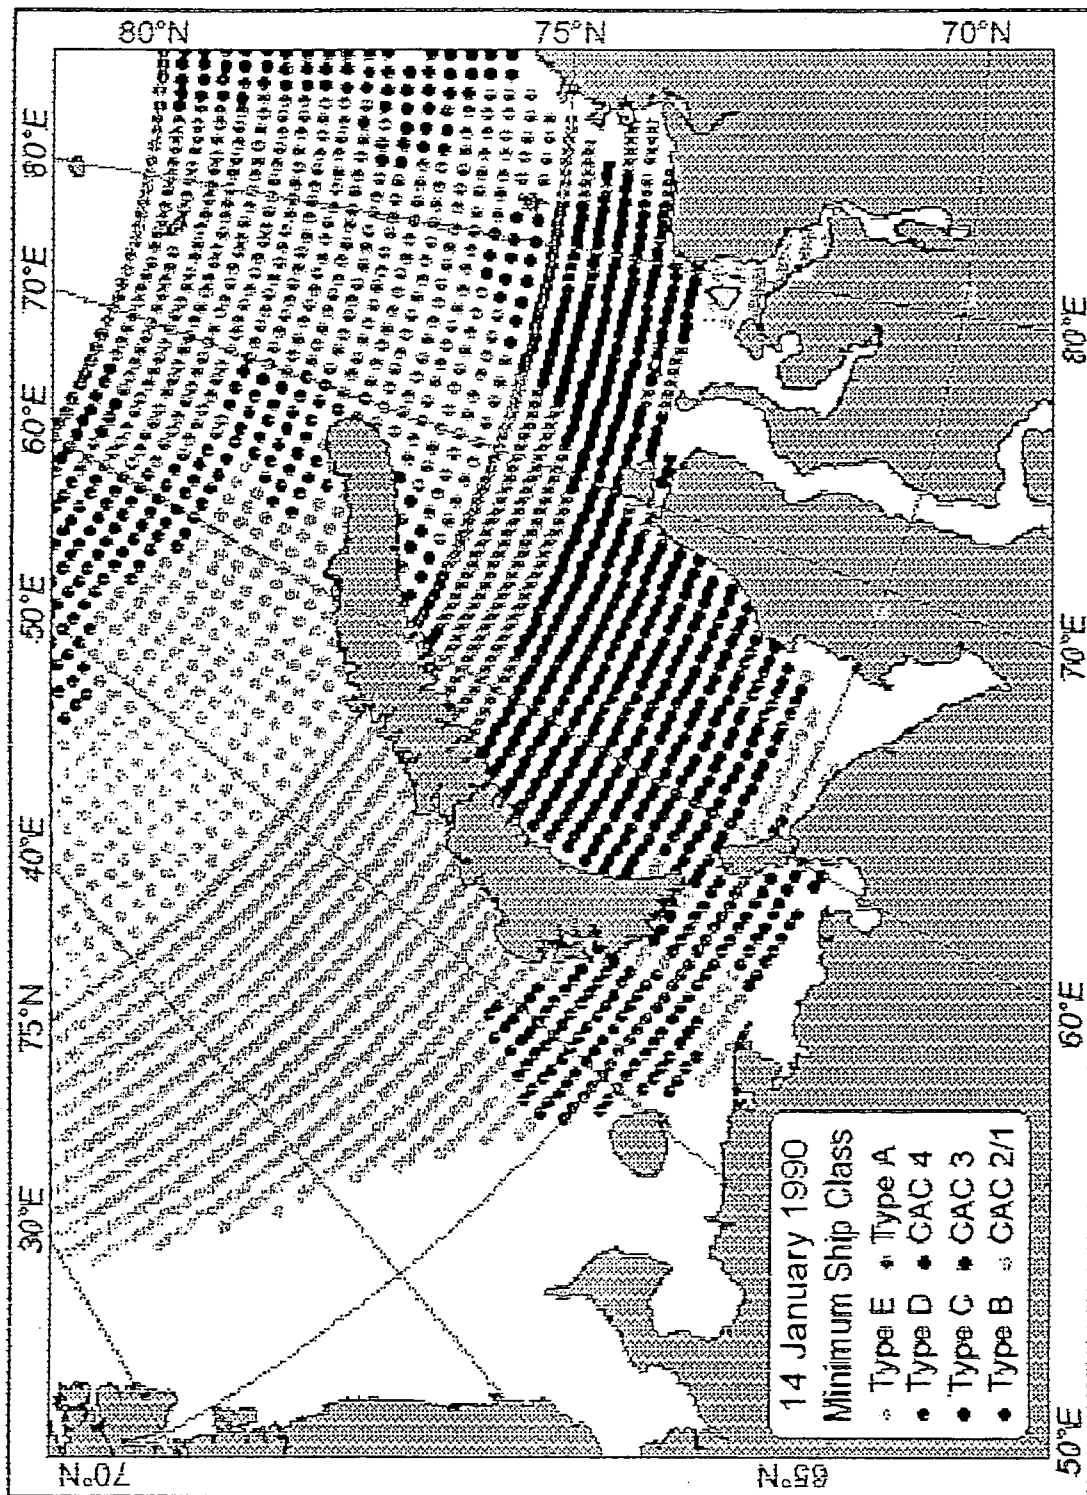 80°N
75°N
70°N
80°E
70°E
60°E
50°E
40°E
75°N
30°E
70°N
65°N
50°E
60°E
70°E
80°E
14 January 1990
Minimum Ship Class
Type E Type A
Type D CAC 4
Type C CAC 3
Type B CAC 2/1